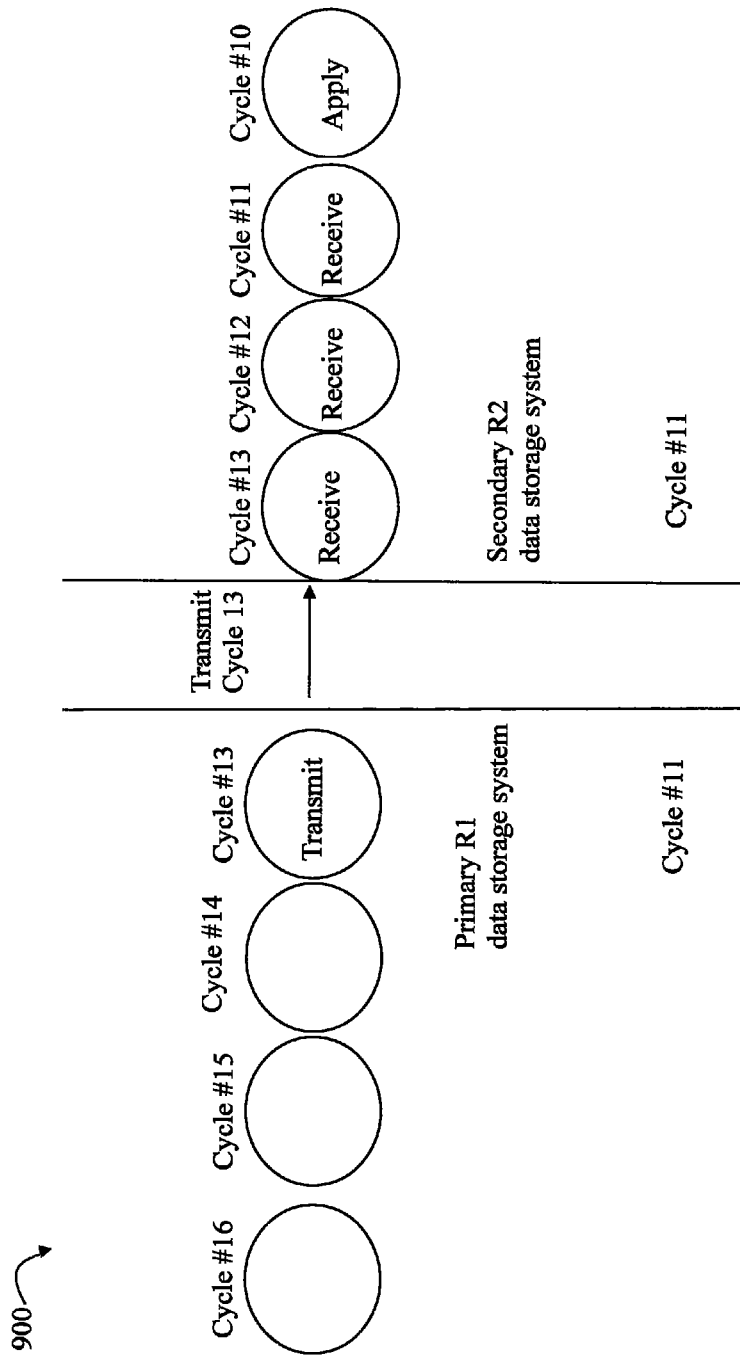 900
Cycle #16
Cycle #15
Cycle #14
Cycle #13
Transmit
Transmit
Cycle 13
Cycle #13
Receive
Cycle #12
Receive
Cycle #11
Receive
Cycle #10
Apply
Primary R1
data storage system
Secondary R2
data storage system
Cycle #11
Cycle #11